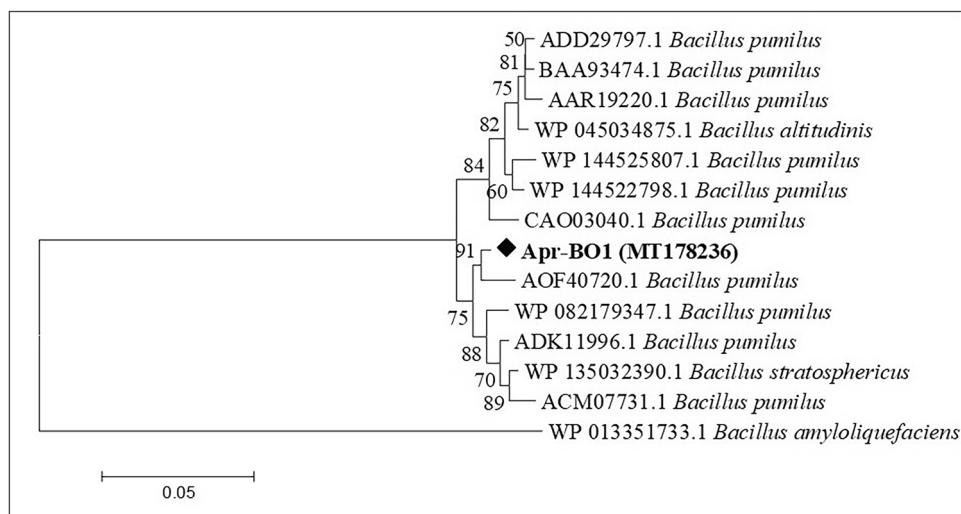 50 ADD29797.1 Bacillus pumilus
81 BAA93474.1 Bacillus pumilus
75 AAR19220.1 Bacillus pumilus
82 WP 045034875.1 Bacillus altitudinis
84 WP 144525807.1 Bacillus pumilus
60 WP 144522798.1 Bacillus pumilus
CAO03040.1 Bacillus pumilus
91 Apr-BO1 (MT178236)
AOF40720.1 Bacillus pumilus
75 WP 082179347.1 Bacillus pumilus
88 ADK11996.1 Bacillus pumilus
70 WP 135032390.1 Bacillus stratosphericus
89 ACM07731.1 Bacillus pumilus
WP 013351733.1 Bacillus amyloliquefaciens
0.05